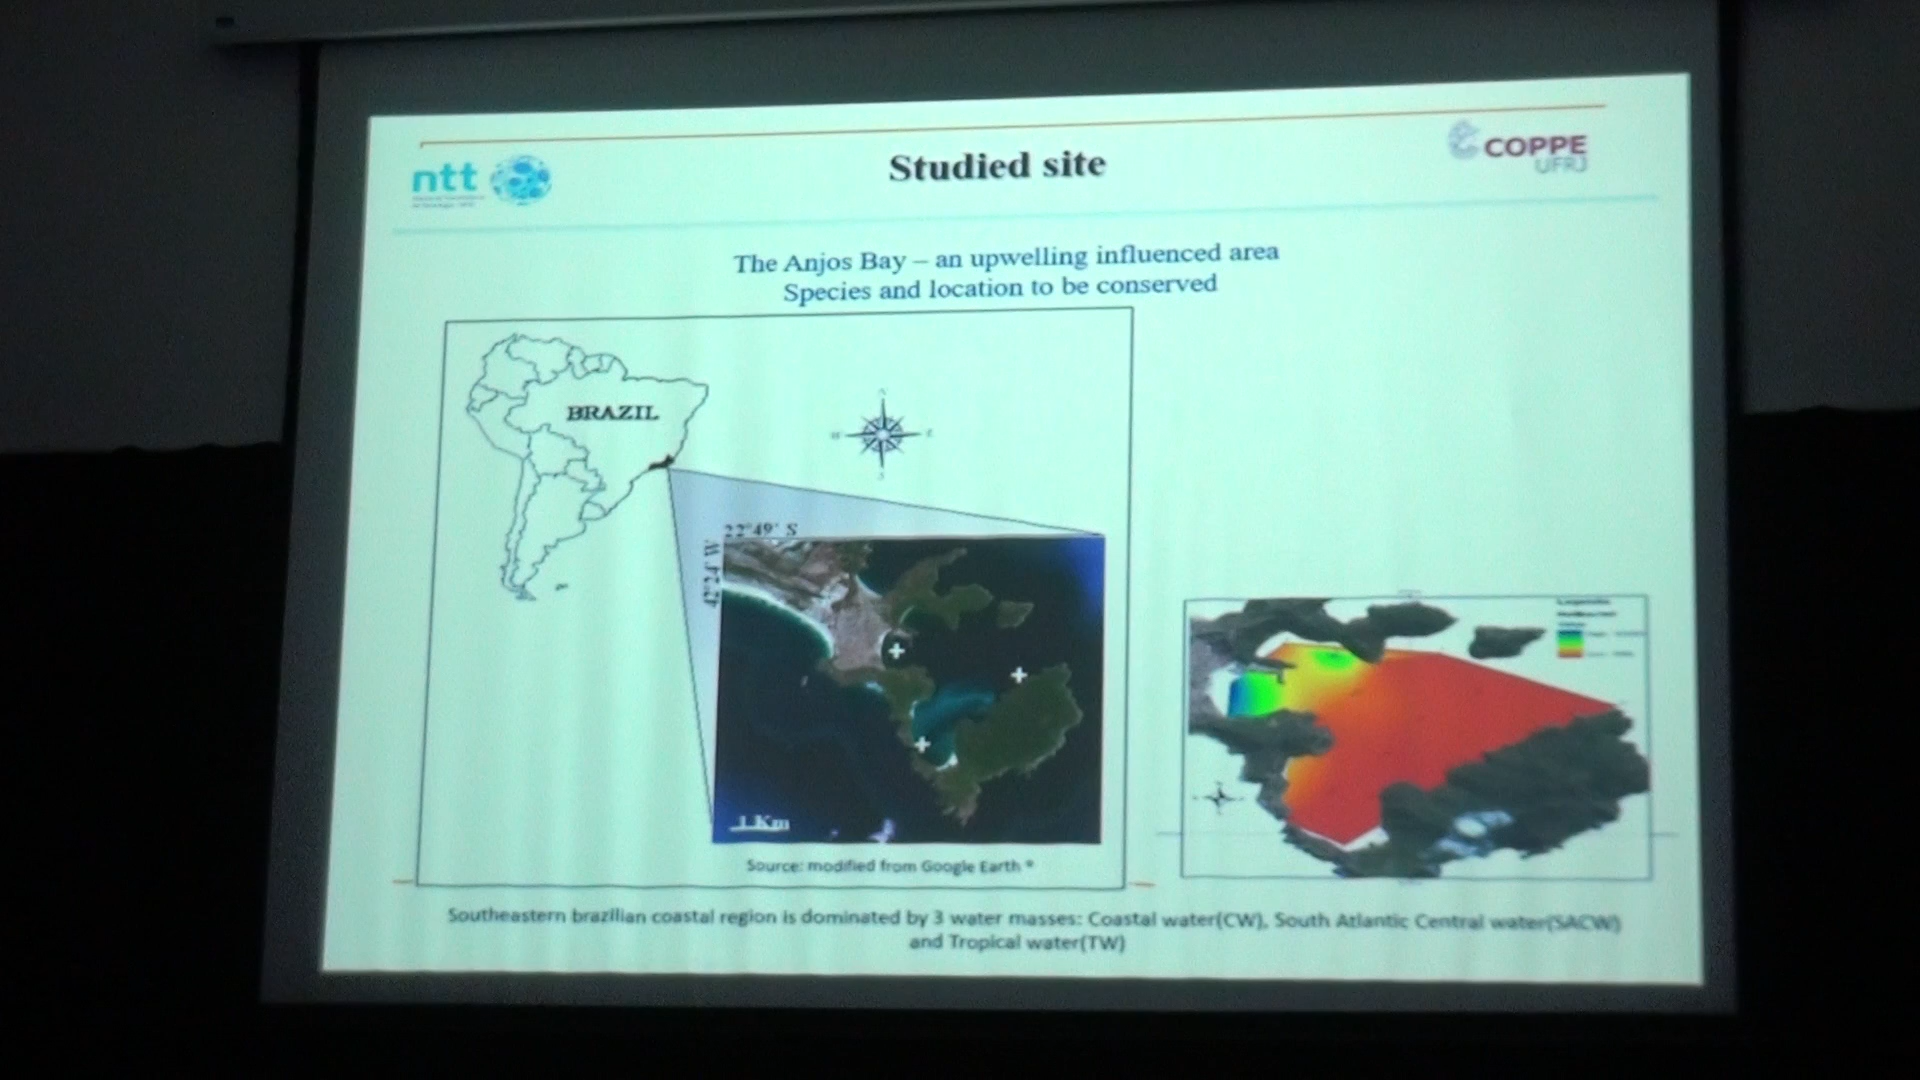 ntt
Studied site
COPPE
UFRJ
The Anjos Bay – an upwelling influenced area
Species and location to be conserved
BRAZIL
N
W
E
S
22°49' S
42°24' W
1 Km
Source: modified from Google Earth ®
Southeastern brazilian coastal region is dominated by 3 water masses: Coastal water(CW), South Atlantic Central water(SACW)
and Tropical water(TW)